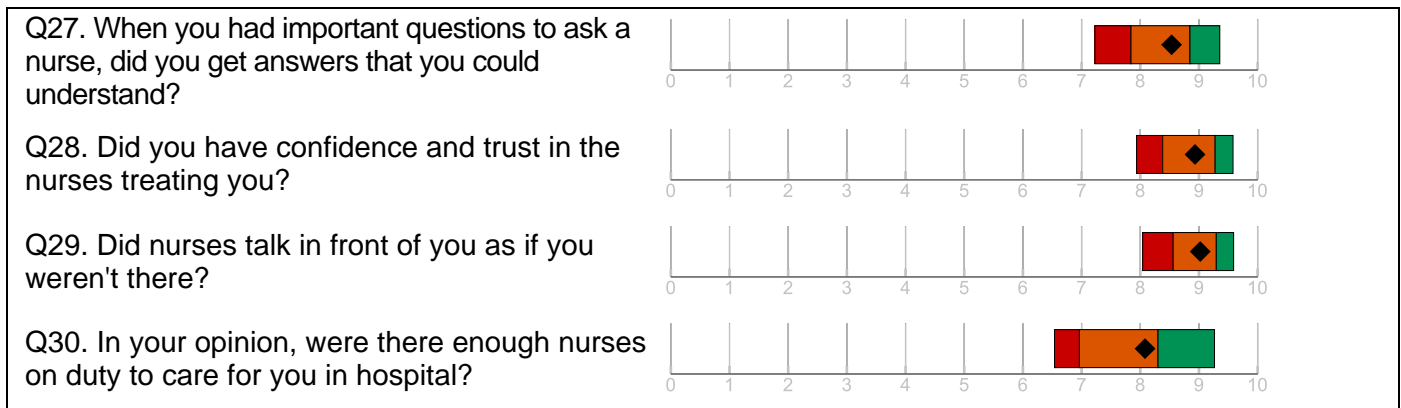 Q27. When you had important questions to ask a
nurse, did you get answers that you could
understand?
0 1 2 3 4 5 6 7 8 9 10
Q28. Did you have confidence and trust in the
nurses treating you?
0 1 2 3 4 5 6 7 8 9 10
Q29. Did nurses talk in front of you as if you
weren't there?
0 1 2 3 4 5 6 7 8 9 10
Q30. In your opinion, were there enough nurses
on duty to care for you in hospital?
0 1 2 3 4 5 6 7 8 9 10